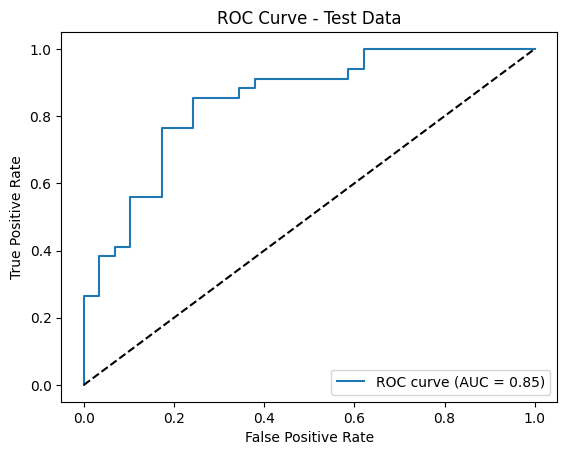 ROC Curve - Test Data
True Positive Rate
1.0
0.8
0.6
0.4
0.2
0.0
ROC curve (AUC = 0.85)
0.0 0.2 0.4 0.6 0.8 1.0
False Positive Rate